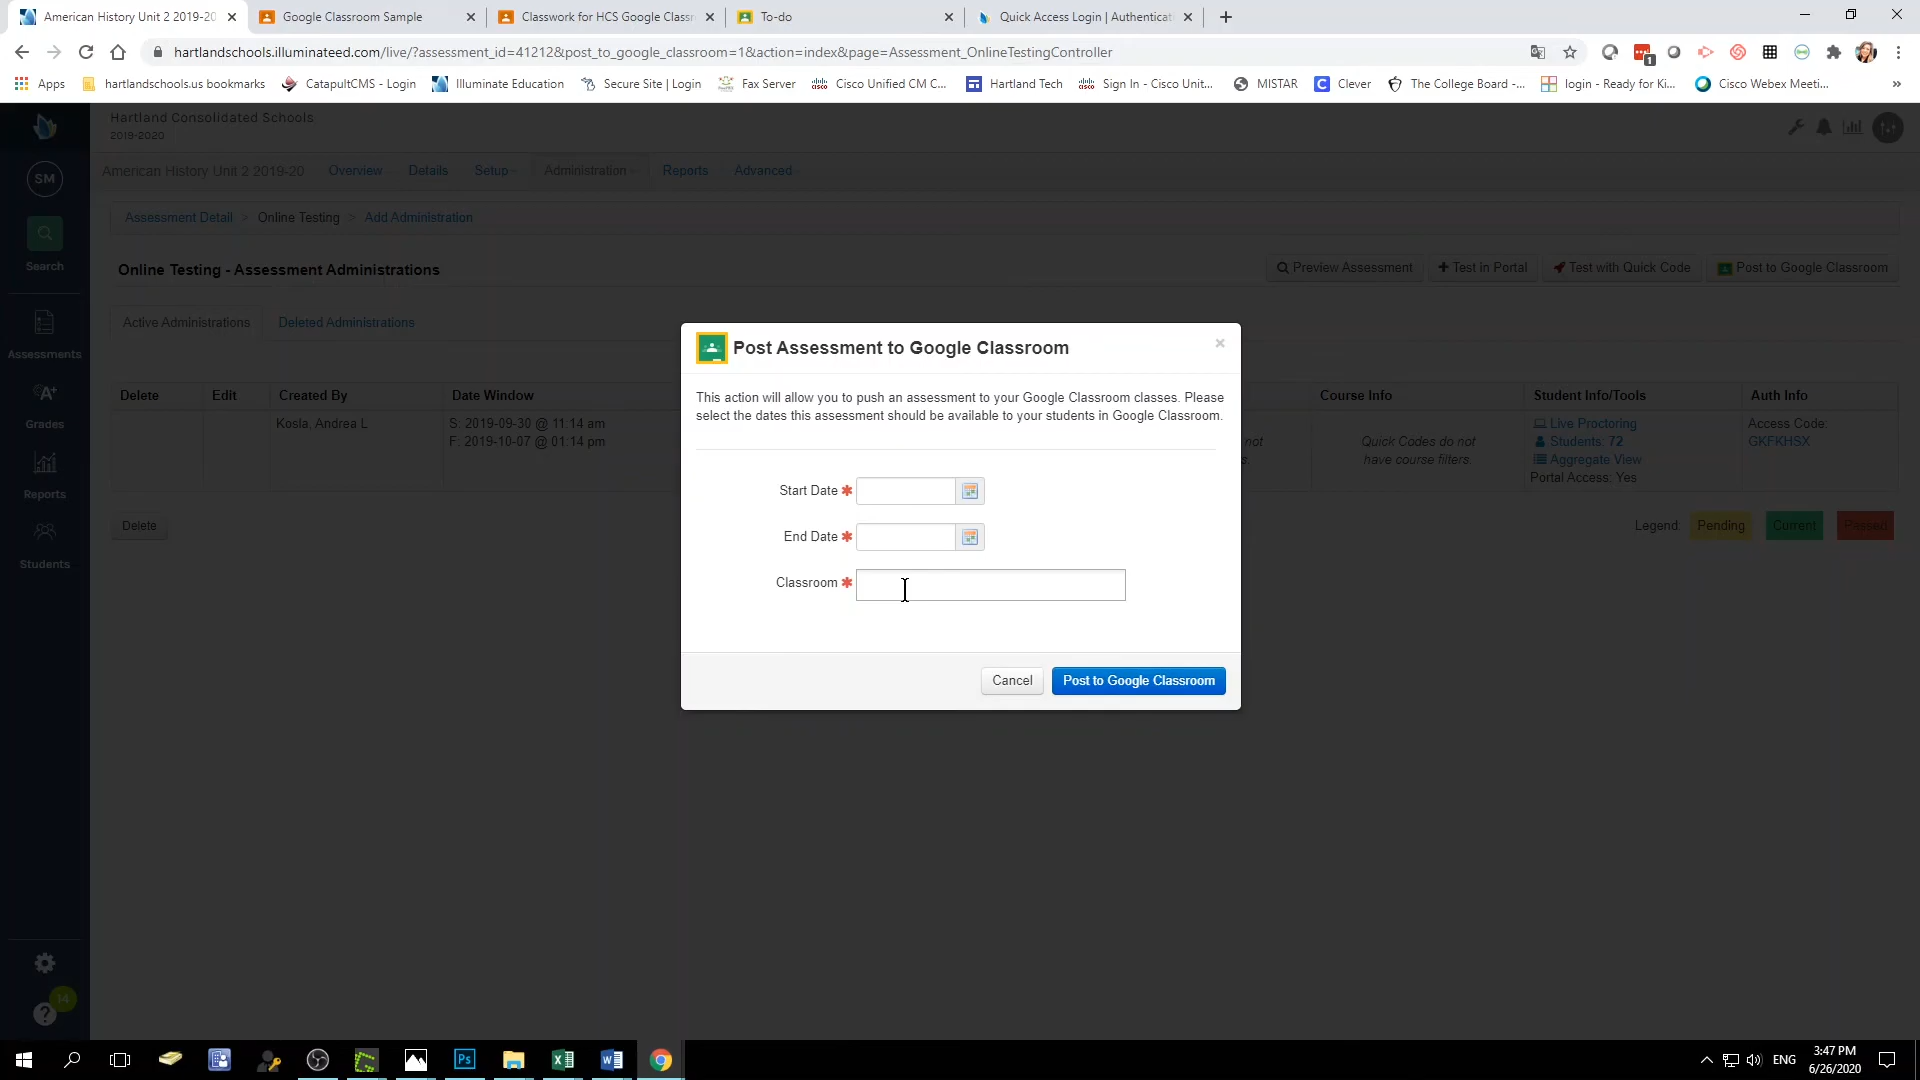 American History Unit 2 2019-20
Google Classroom Sample
Classwork for HCS Google Classr
To-do
Quick Access Login | Authenticat
hartlandschools.illuminateed.com/live/?assessment_id=41212&post_to_google_classroom=1&action=index&page=Assessment_OnlineTestingController
1
Apps
hartlandschools.us bookmarks
CatapultCMS - Login
Illuminate Education
Secure Site | Login
Fax Server
Cisco Unified CM C...
Hartland Tech
Sign In - Cisco Unit...
MISTAR
Clever
The College Board -...
login - Ready for Ki...
Cisco Webex Meeti...
»
Hartland Consolidated Schools
2019-2020
SM
Search
Assessments
Grades
Reports
Students
14
American History Unit 2 2019-20
Overview
Details
Setup
Administration
Reports
Advanced
Assessment Detail > Online Testing > Add Administration
Online Testing - Assessment Administrations
Preview Assessment
Test in Portal
Test with Quick Code
Post to Google Classroom
Active Administrations
Deleted Administrations
Delete
Edit
Created By
Date Window
Course Info
Student Info/Tools
Auth Info
Kosla, Andrea L
S: 2019-09-30 @ 11:14 am
F: 2019-10-07 @ 01:14 pm
not
s.
Quick Codes do not
have course filters.
Live Proctoring
Students: 72
Aggregate View
Portal Access: Yes
Access Code:
GKFKHSX
Delete
Legend:
Pending
Current
Passed
Post Assessment to Google Classroom
×
This action will allow you to push an assessment to your Google Classroom classes. Please
select the dates this assessment should be available to your students in Google Classroom.
Start Date
End Date
Classroom
Cancel
Post to Google Classroom
Ps
ENG
3:47 PM
6/26/2020